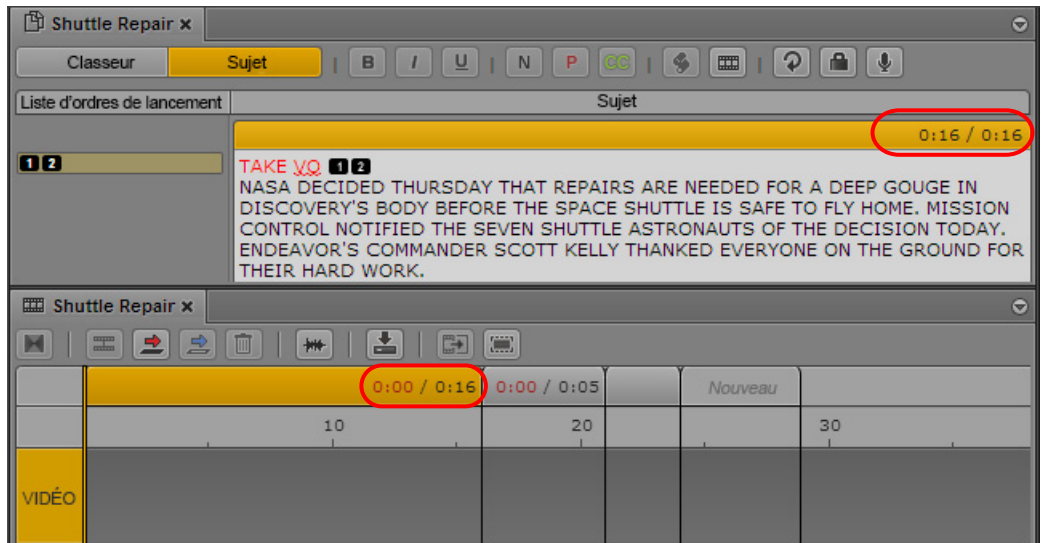 Shuttle Repair
Classeur Sujet B I U N P CC
Liste d'ordres de lancement Sujet
0:16 / 0:16
1 2
TAKE VO 1 2
NASA DECIDED THURSDAY THAT REPAIRS ARE NEEDED FOR A DEEP GOUGE IN
DISCOVERY'S BODY BEFORE THE SPACE SHUTTLE IS SAFE TO FLY HOME. MISSION
CONTROL NOTIFIED THE SEVEN SHUTTLE ASTRONAUTS OF THE DECISION TODAY.
ENDEAVOR'S COMMANDER SCOTT KELLY THANKED EVERYONE ON THE GROUND FOR
THEIR HARD WORK.
Shuttle Repair
0:00 / 0:16 0:00 / 0:05 Nouveau
10 20 30
VIDÉO